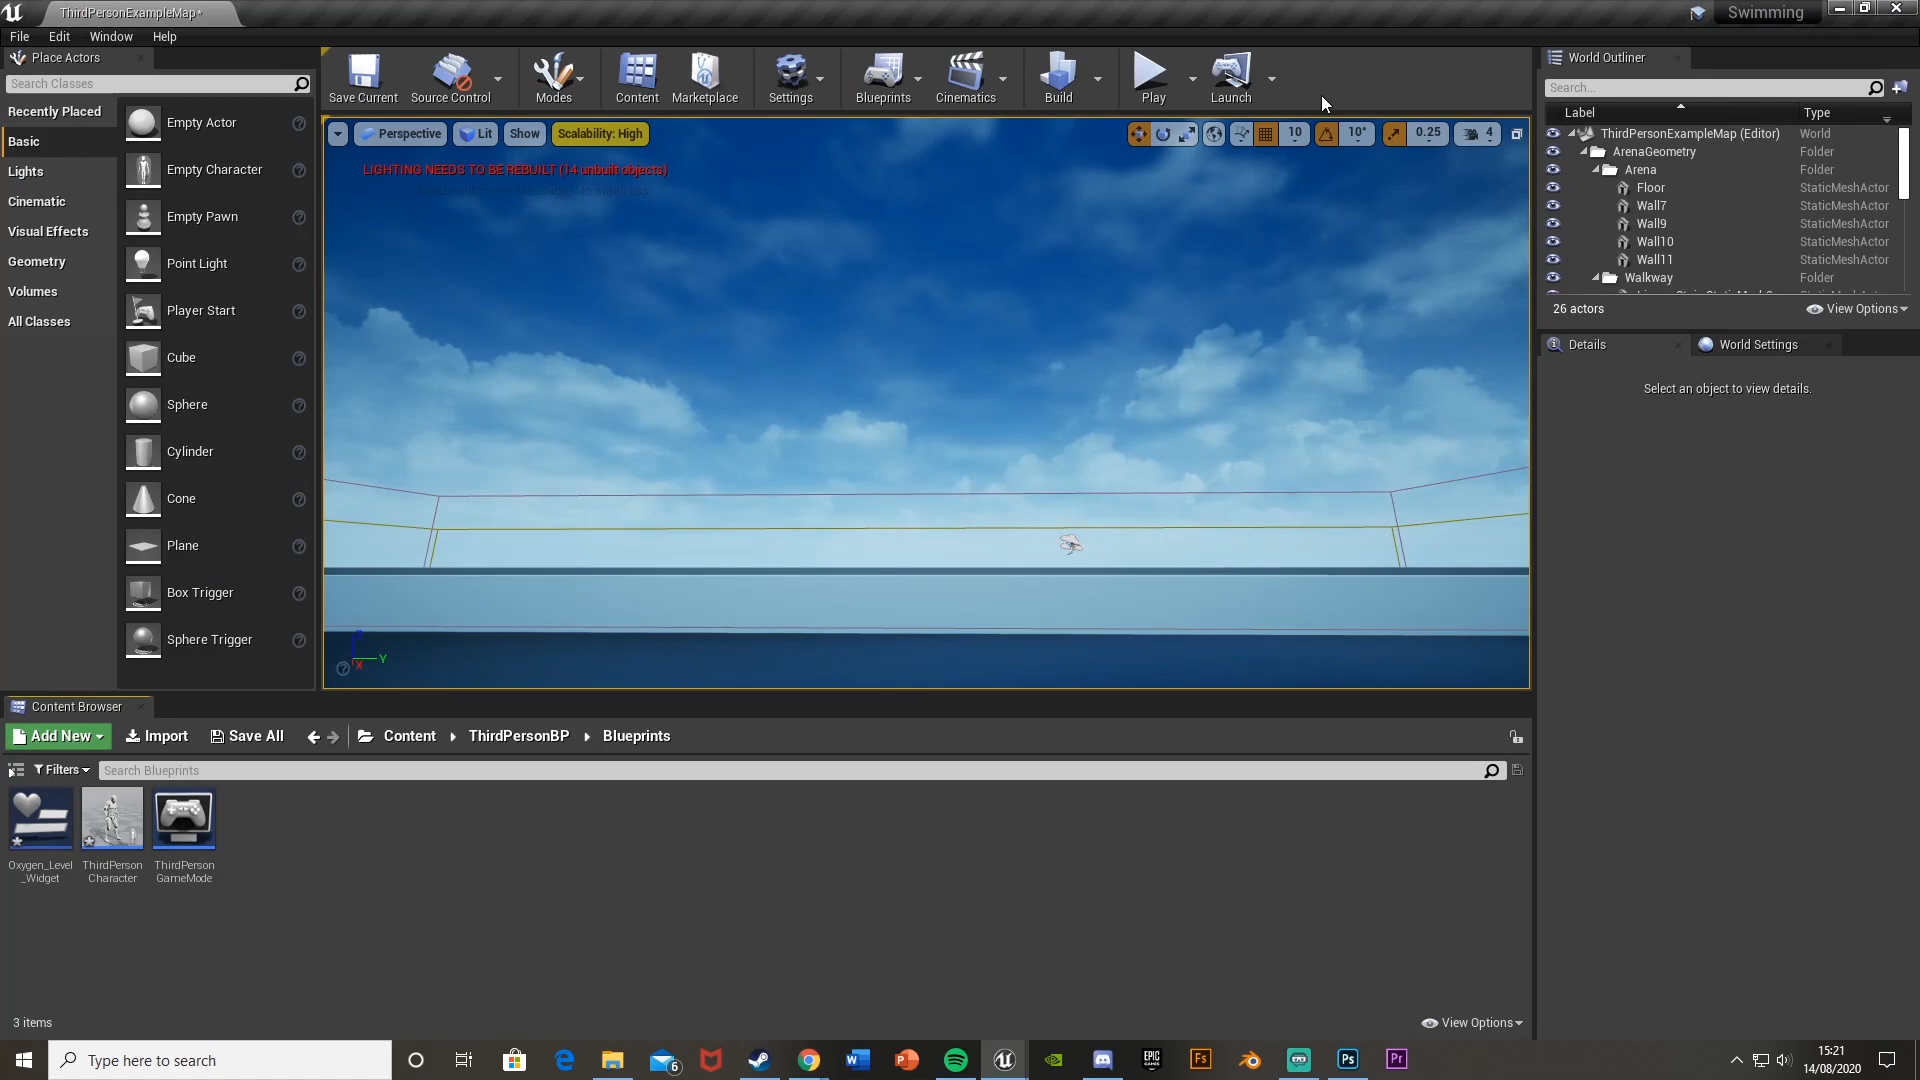 ThirdPersonExampleMap*
Swimming
File Edit Window Help
Place Actors
Search Classes
Recently Placed
Basic
Lights
Cinematic
Visual Effects
Geometry
Volumes
All Classes
Empty Actor
Empty Character
Empty Pawn
Point Light
Player Start
Cube
Sphere
Cylinder
Cone
Plane
Box Trigger
Sphere Trigger
Save Current
Source Control
Modes
Content
Marketplace
Settings
Blueprints
Cinematics
Build
Play
Launch
Perspective
Lit
Show
Scalability: High
10
10°
0.25
4
LIGHTING NEEDS TO BE REBUILT (14 unbuilt objects)
Y
X
World Outliner
Search...
Label Type
ThirdPersonExampleMap (Editor) World
ArenaGeometry Folder
Arena Folder
Floor StaticMeshActor
Wall7 StaticMeshActor
Wall9 StaticMeshActor
Wall10 StaticMeshActor
Wall11 StaticMeshActor
Walkway Folder
26 actors
View Options
Details
World Settings
Select an object to view details.
Content Browser
Add New
Import
Save All
Content
ThirdPersonBP
Blueprints
Filters
Search Blueprints
Oxygen_Level
_Widget
ThirdPerson
Character
ThirdPerson
GameMode
3 items
View Options
Type here to search
6
EPIC
GAMES
Fs
Ps
Pr
15:21
14/08/2020